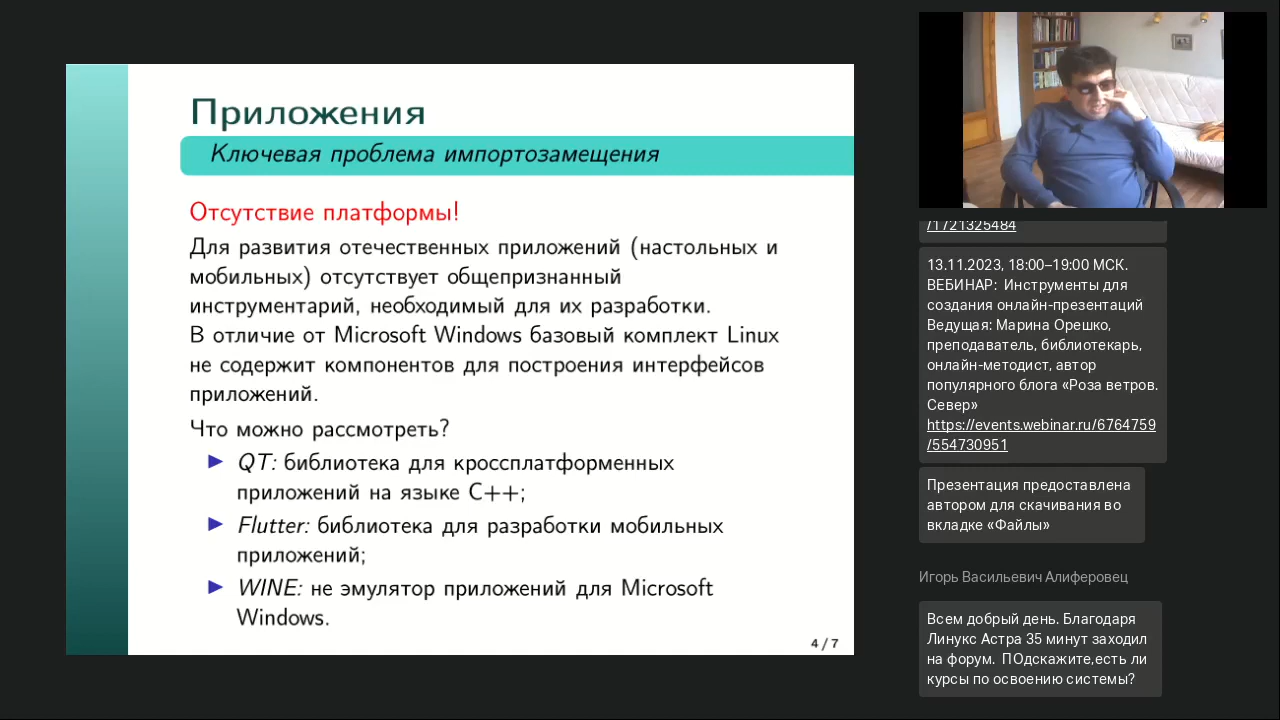 Приложения
Ключевая проблема импортозамещения
Отсутствие платформы!
Для развития отечественных приложений (настольных и
мобильных) отсутствует общепризнанный
инструментарий, необходимый для их разработки.
В отличие от Microsoft Windows базовый комплект Linux
не содержит компонентов для построения интерфейсов
приложений.
Что можно рассмотреть?
▶ QT: библиотека для кроссплатформенных
приложений на языке C++;
▶ Flutter: библиотека для разработки мобильных
приложений;
▶ WINE: не эмулятор приложений для Microsoft
Windows.
4 / 7
/1721325484
13.11.2023, 18:00–19:00 МСК.
ВЕБИНАР: Инструменты для
создания онлайн-презентаций
Ведущая: Марина Орешко,
преподаватель, библиотекарь,
онлайн-методист, автор
популярного блога «Роза ветров.
Север»
https://events.webinar.ru/6764759
/554730951
Презентация предоставлена
автором для скачивания во
вкладке «Файлы»
Игорь Васильевич Алиферовец
Всем добрый день. Благодаря
Линукс Астра 35 минут заходил
на форум. ПОдскажите,есть ли
курсы по освоению системы?